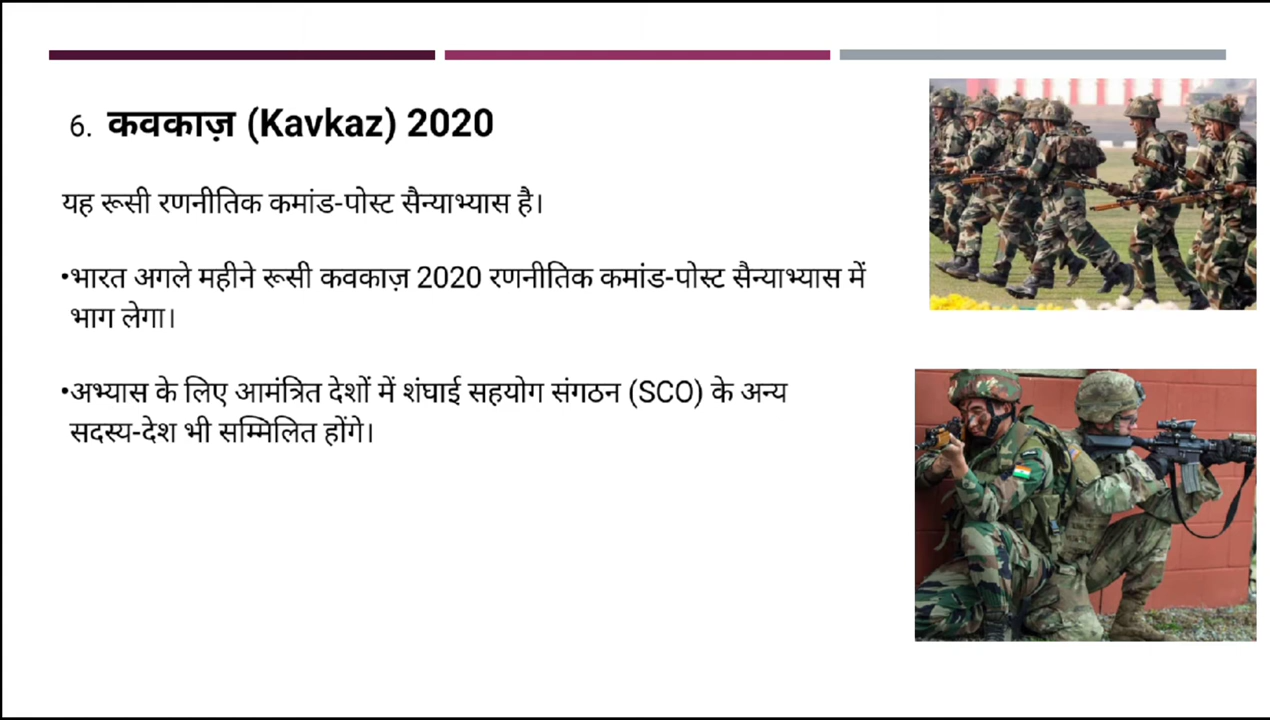 6. कवकाज़ (Kavkaz) 2020
यह रूसी रणनीतिक कमांड-पोस्ट सैन्याभ्यास है।
•भारत अगले महीने रूसी कवकाज़ 2020 रणनीतिक कमांड-पोस्ट सैन्याभ्यास में
भाग लेगा।
•अभ्यास के लिए आमंत्रित देशों में शंघाई सहयोग संगठन (SCO) के अन्य
सदस्य-देश भी सम्मिलित होंगे।